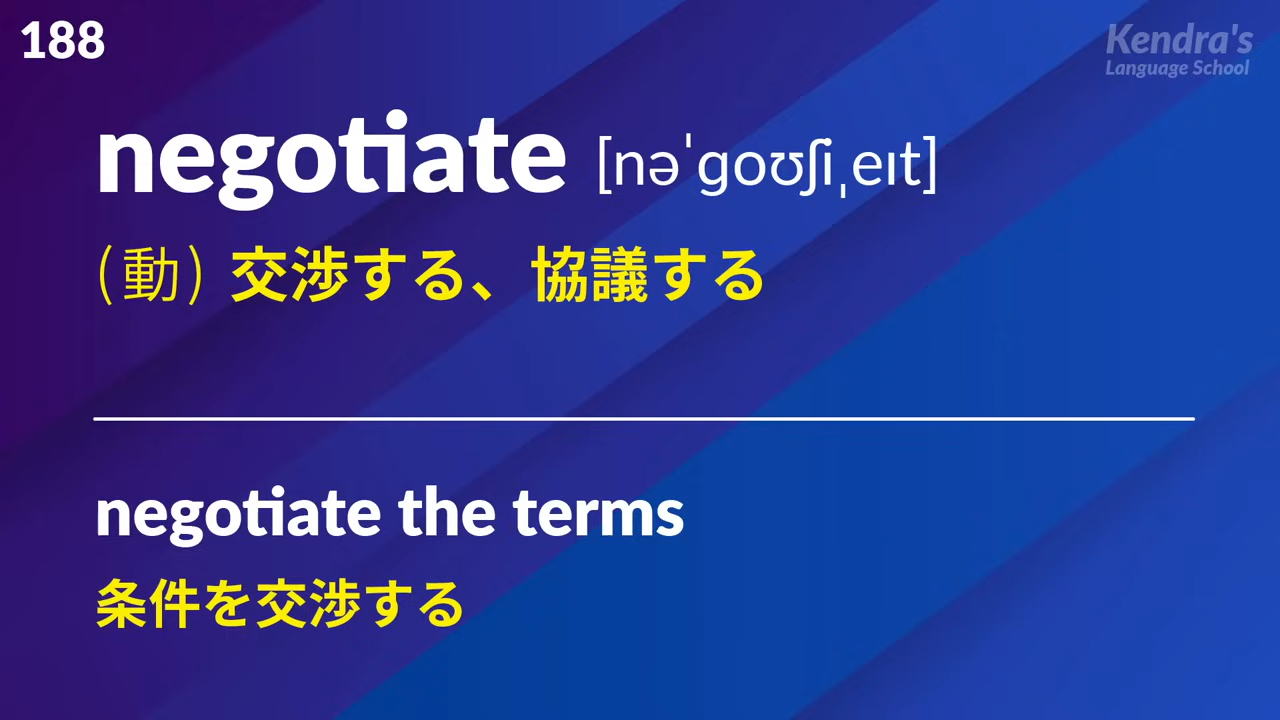 188
Kendra's
Language School
negotiate [nəˈɡoʊʃiˌeɪt]
(動) 交渉する、協議する
negotiate the terms
条件を交渉する